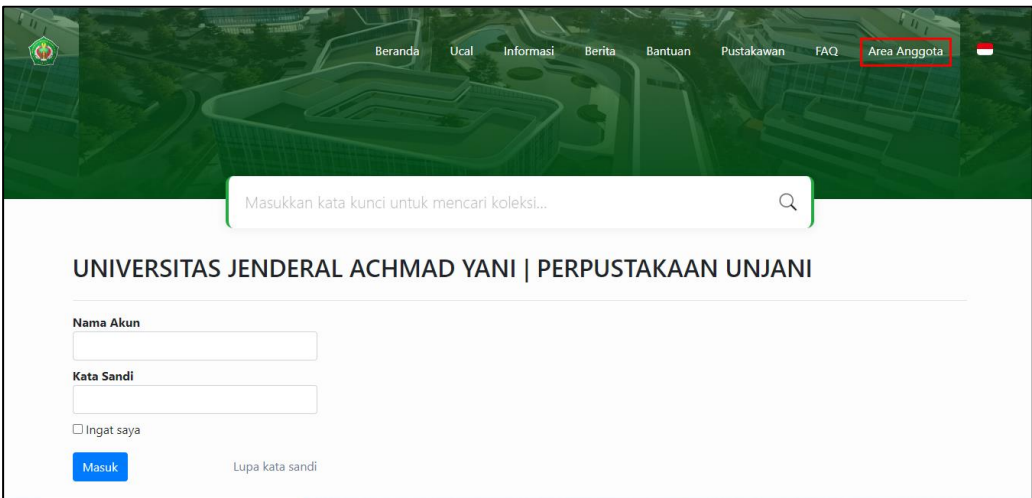 Beranda Ucal Informasi Berita Bantuan Pustakawan FAQ Area Anggota
Masukkan kata kunci untuk mencari koleksi...
UNIVERSITAS JENDERAL ACHMAD YANI | PERPUSTAKAAN UNJANI
Nama Akun
Kata Sandi
Ingat saya
Masuk Lupa kata sandi